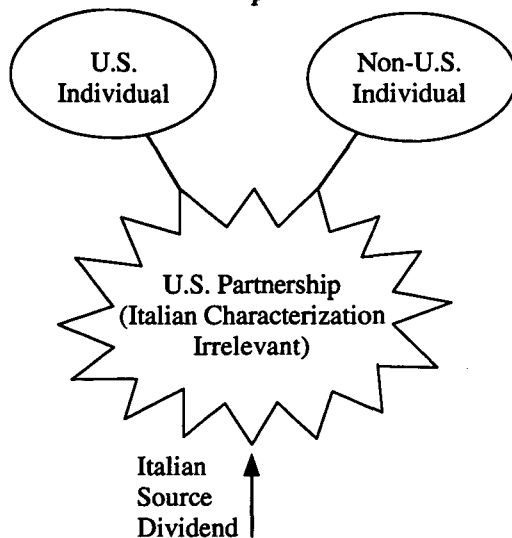 U.S.
Individual
Non-U.S.
Individual
U.S. Partnership
(Italian Characterization
Irrelevant)
Italian
Source
Dividend